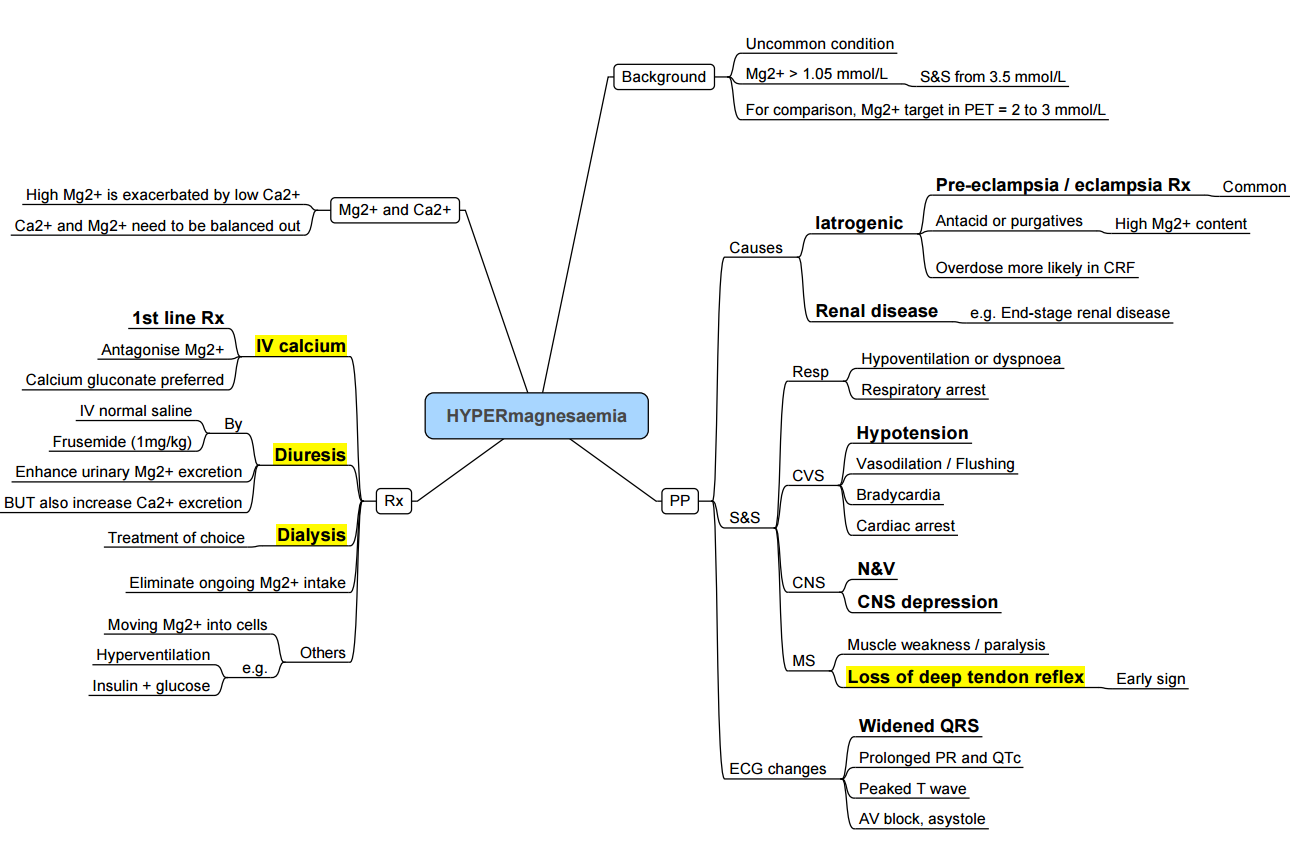 HYPERmagnesaemia
Background
Uncommon condition
Mg2+ > 1.05 mmol/L
S&S from 3.5 mmol/L
For comparison, Mg2+ target in PET = 2 to 3 mmol/L
PP
Causes
Iatrogenic
Pre-eclampsia / eclampsia Rx
Common
Antacid or purgatives
High Mg2+ content
Overdose more likely in CRF
Renal disease
e.g. End-stage renal disease
S&S
Resp
Hypoventilation or dyspnoea
Respiratory arrest
CVS
Hypotension
Vasodilation / Flushing
Bradycardia
Cardiac arrest
CNS
N&V
CNS depression
MS
Muscle weakness / paralysis
Loss of deep tendon reflex
Early sign
ECG changes
Widened QRS
Prolonged PR and QTc
Peaked T wave
AV block, asystole
Mg2+ and Ca2+
High Mg2+ is exacerbated by low Ca2+
Ca2+ and Mg2+ need to be balanced out
Rx
IV calcium
1st line Rx
Antagonise Mg2+
Calcium gluconate preferred
Diuresis
By
IV normal saline
Frusemide (1mg/kg)
Enhance urinary Mg2+ excretion
BUT also increase Ca2+ excretion
Dialysis
Treatment of choice
Eliminate ongoing Mg2+ intake
Others
Moving Mg2+ into cells
e.g.
Hyperventilation
Insulin + glucose